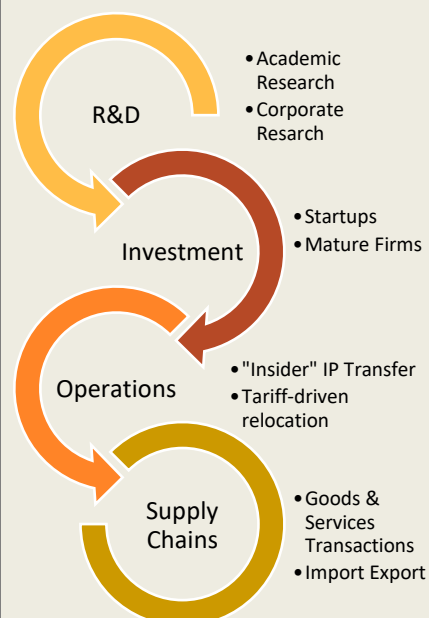 R&D
•Academic
Research
•Corporate
Resarch
Investment
•Startups
•Mature Firms
Operations
•"Insider" IP Transfer
•Tariff-driven
relocation
Supply
Chains
•Goods &
Services
Transactions
•Import Export